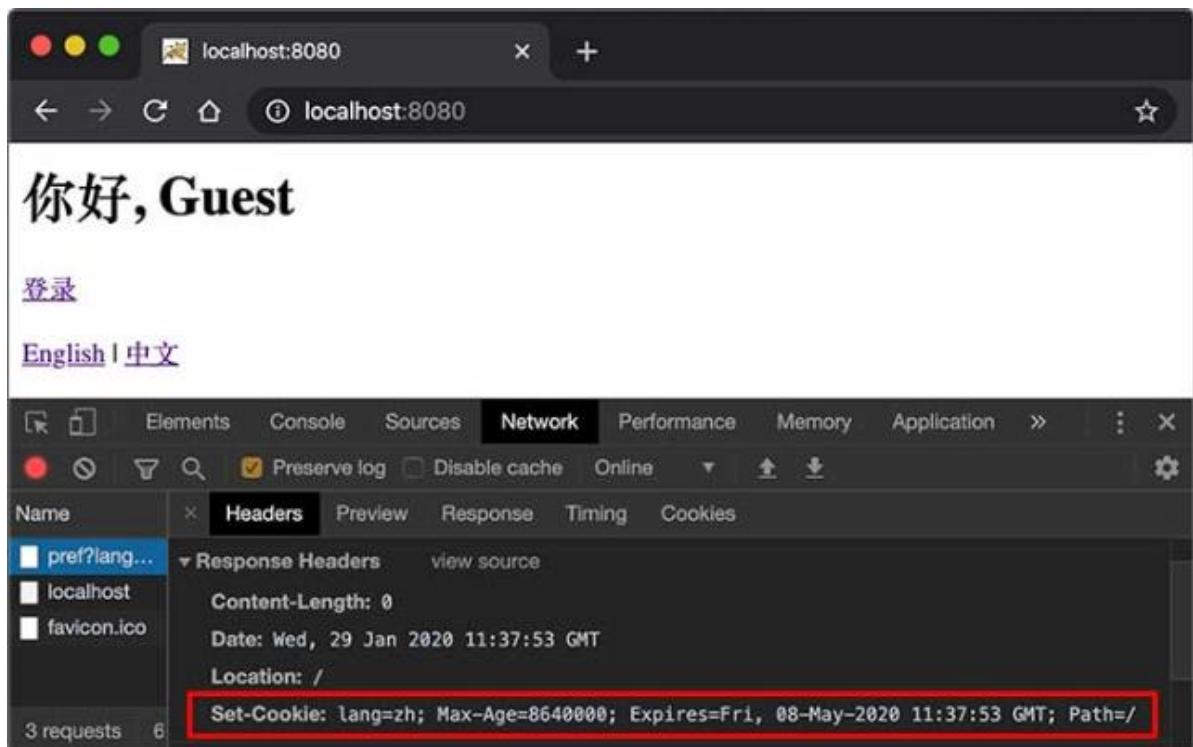 localhost:8080
localhost:8080
你好, Guest
登录
English | 中文
Elements Console Sources Network Performance Memory Application »
Preserve log Disable cache Online
Name
Headers Preview Response Timing Cookies
pref?lang...
Response Headers view source
localhost
Content-Length: 0
favicon.ico
Date: Wed, 29 Jan 2020 11:37:53 GMT
Location: /
Set-Cookie: lang=zh; Max-Age=8640000; Expires=Fri, 08-May-2020 11:37:53 GMT; Path=/
3 requests 6